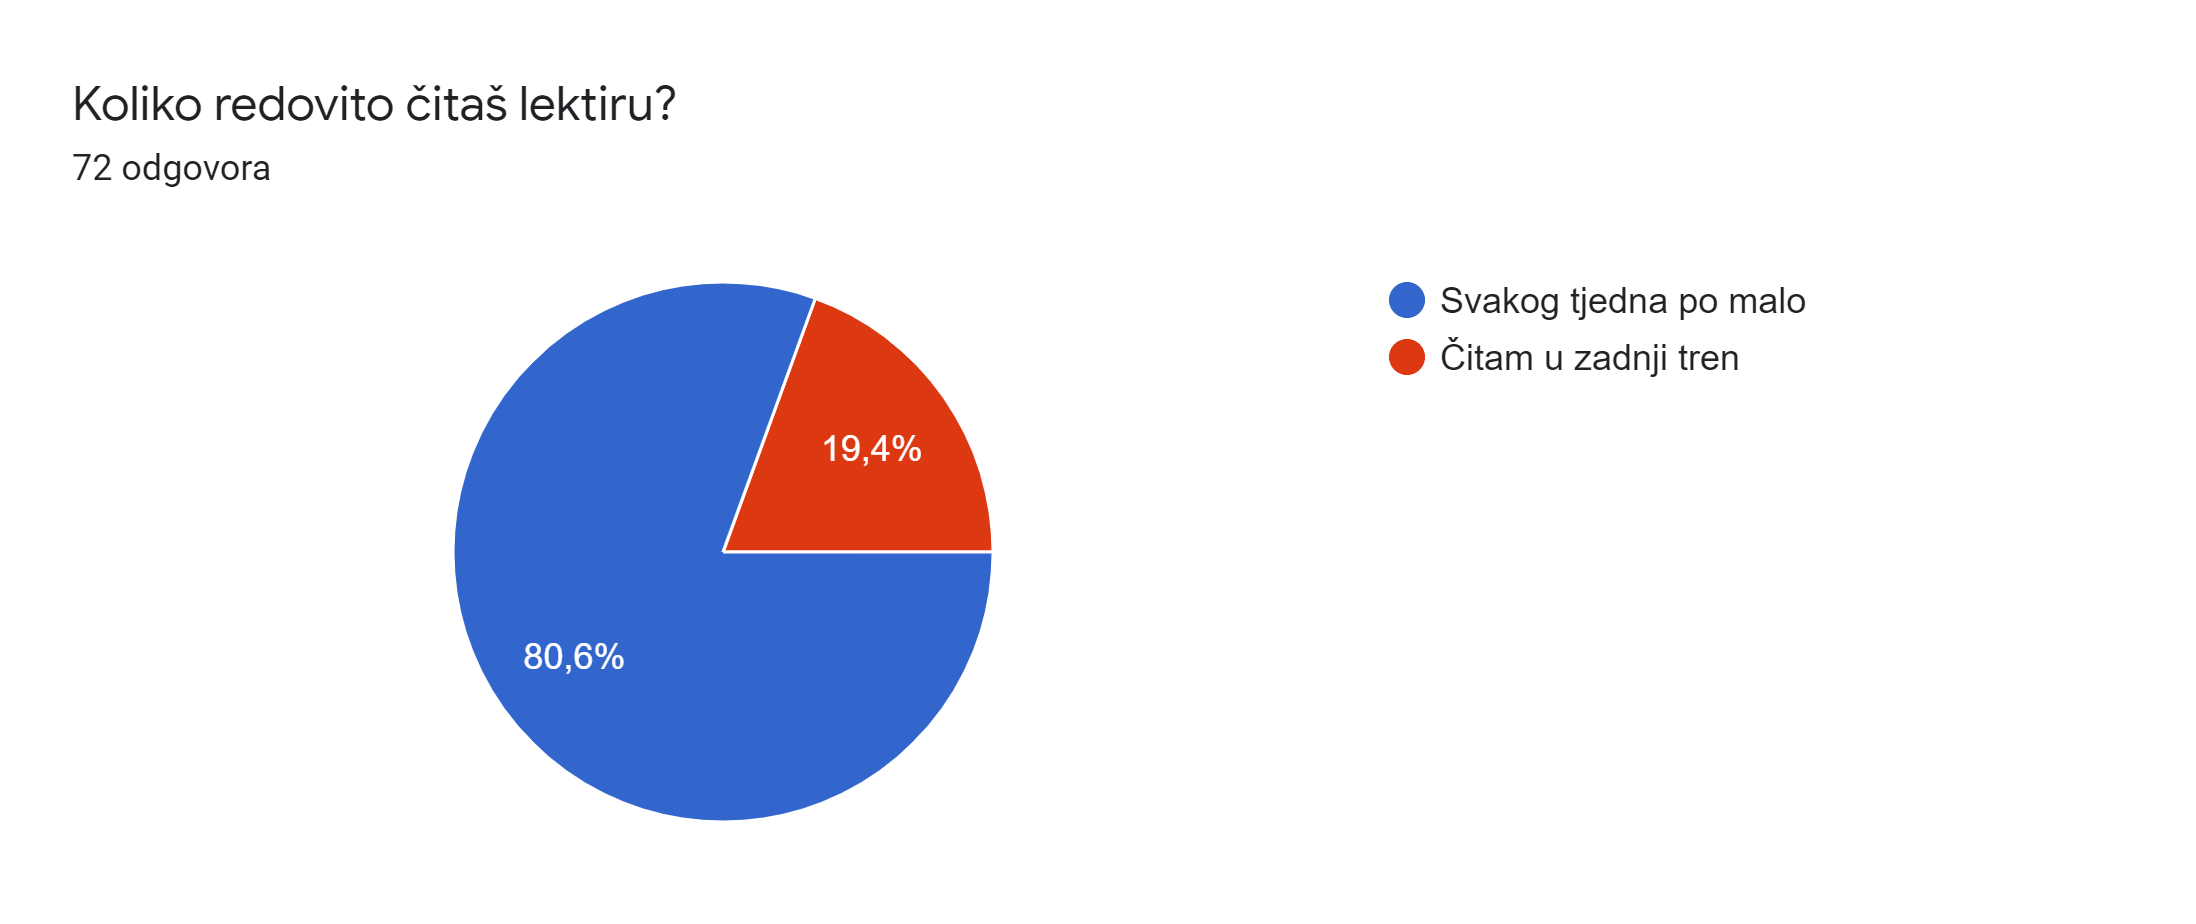 Koliko redovito čitaš lektiru?
72 odgovora
Svakog tjedna po malo
Čitam u zadnji tren
19,4%
80,6%